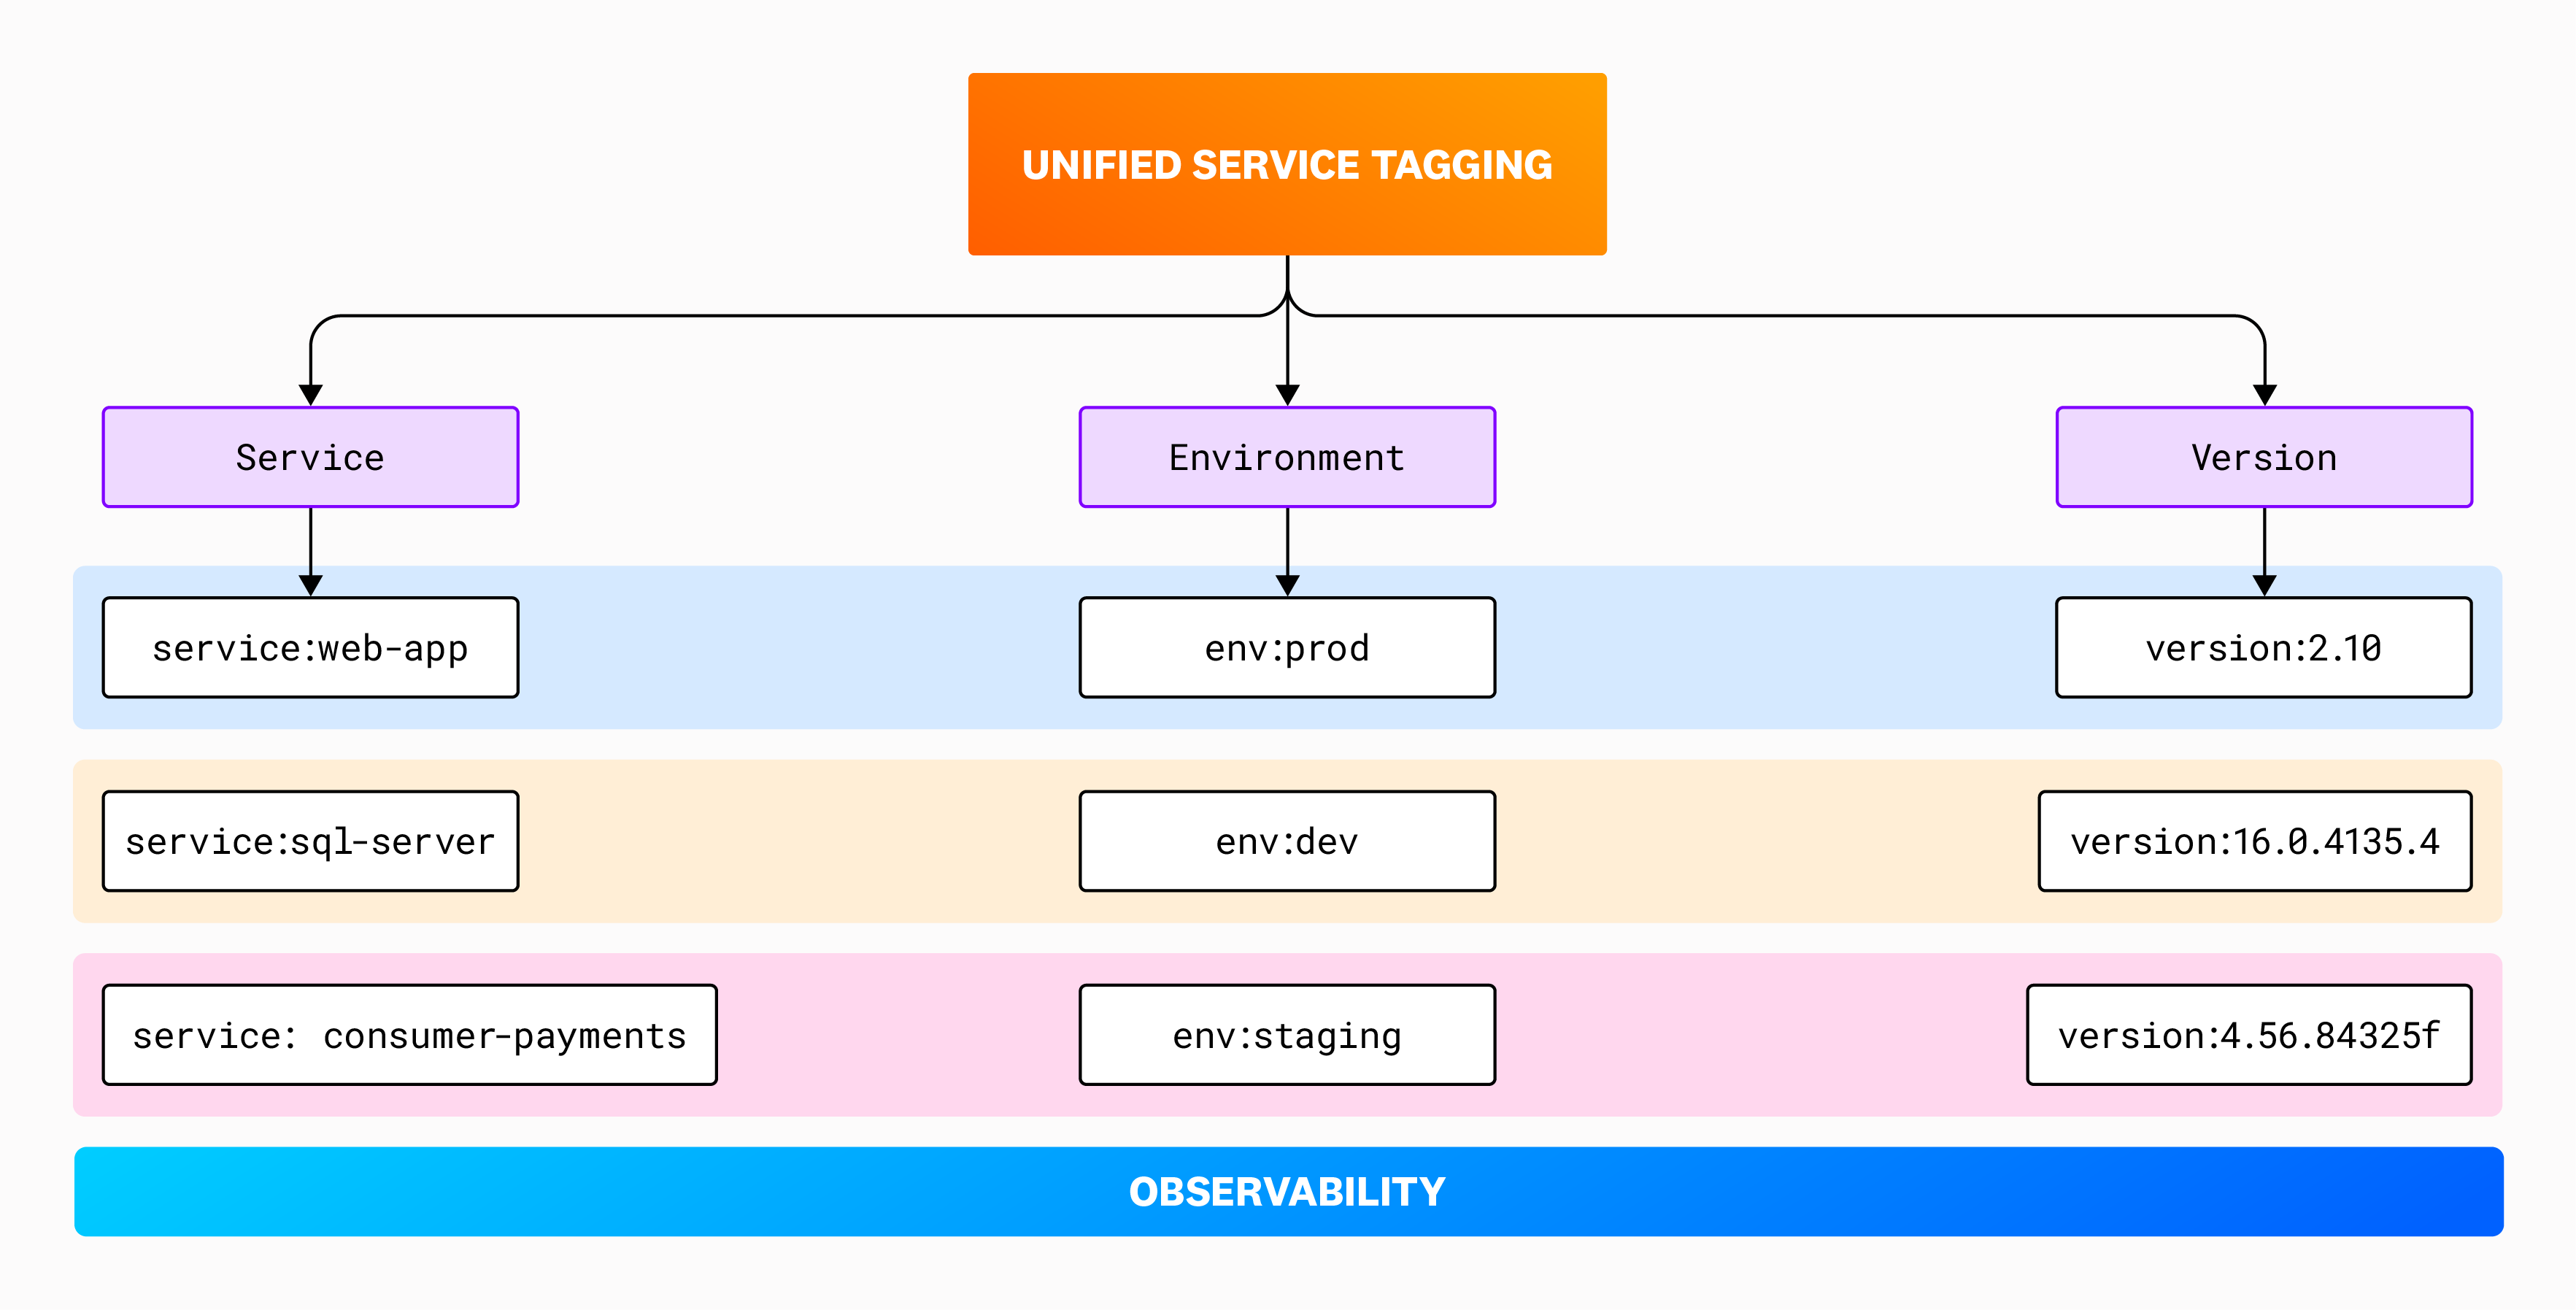 UNIFIED SERVICE TAGGING
Service
Environment
Version
service:web-app
env:prod
version:2.10
service:sql-server
env:dev
version:16.0.4135.4
service: consumer-payments
env:staging
version:4.56.84325f
OBSERVABILITY